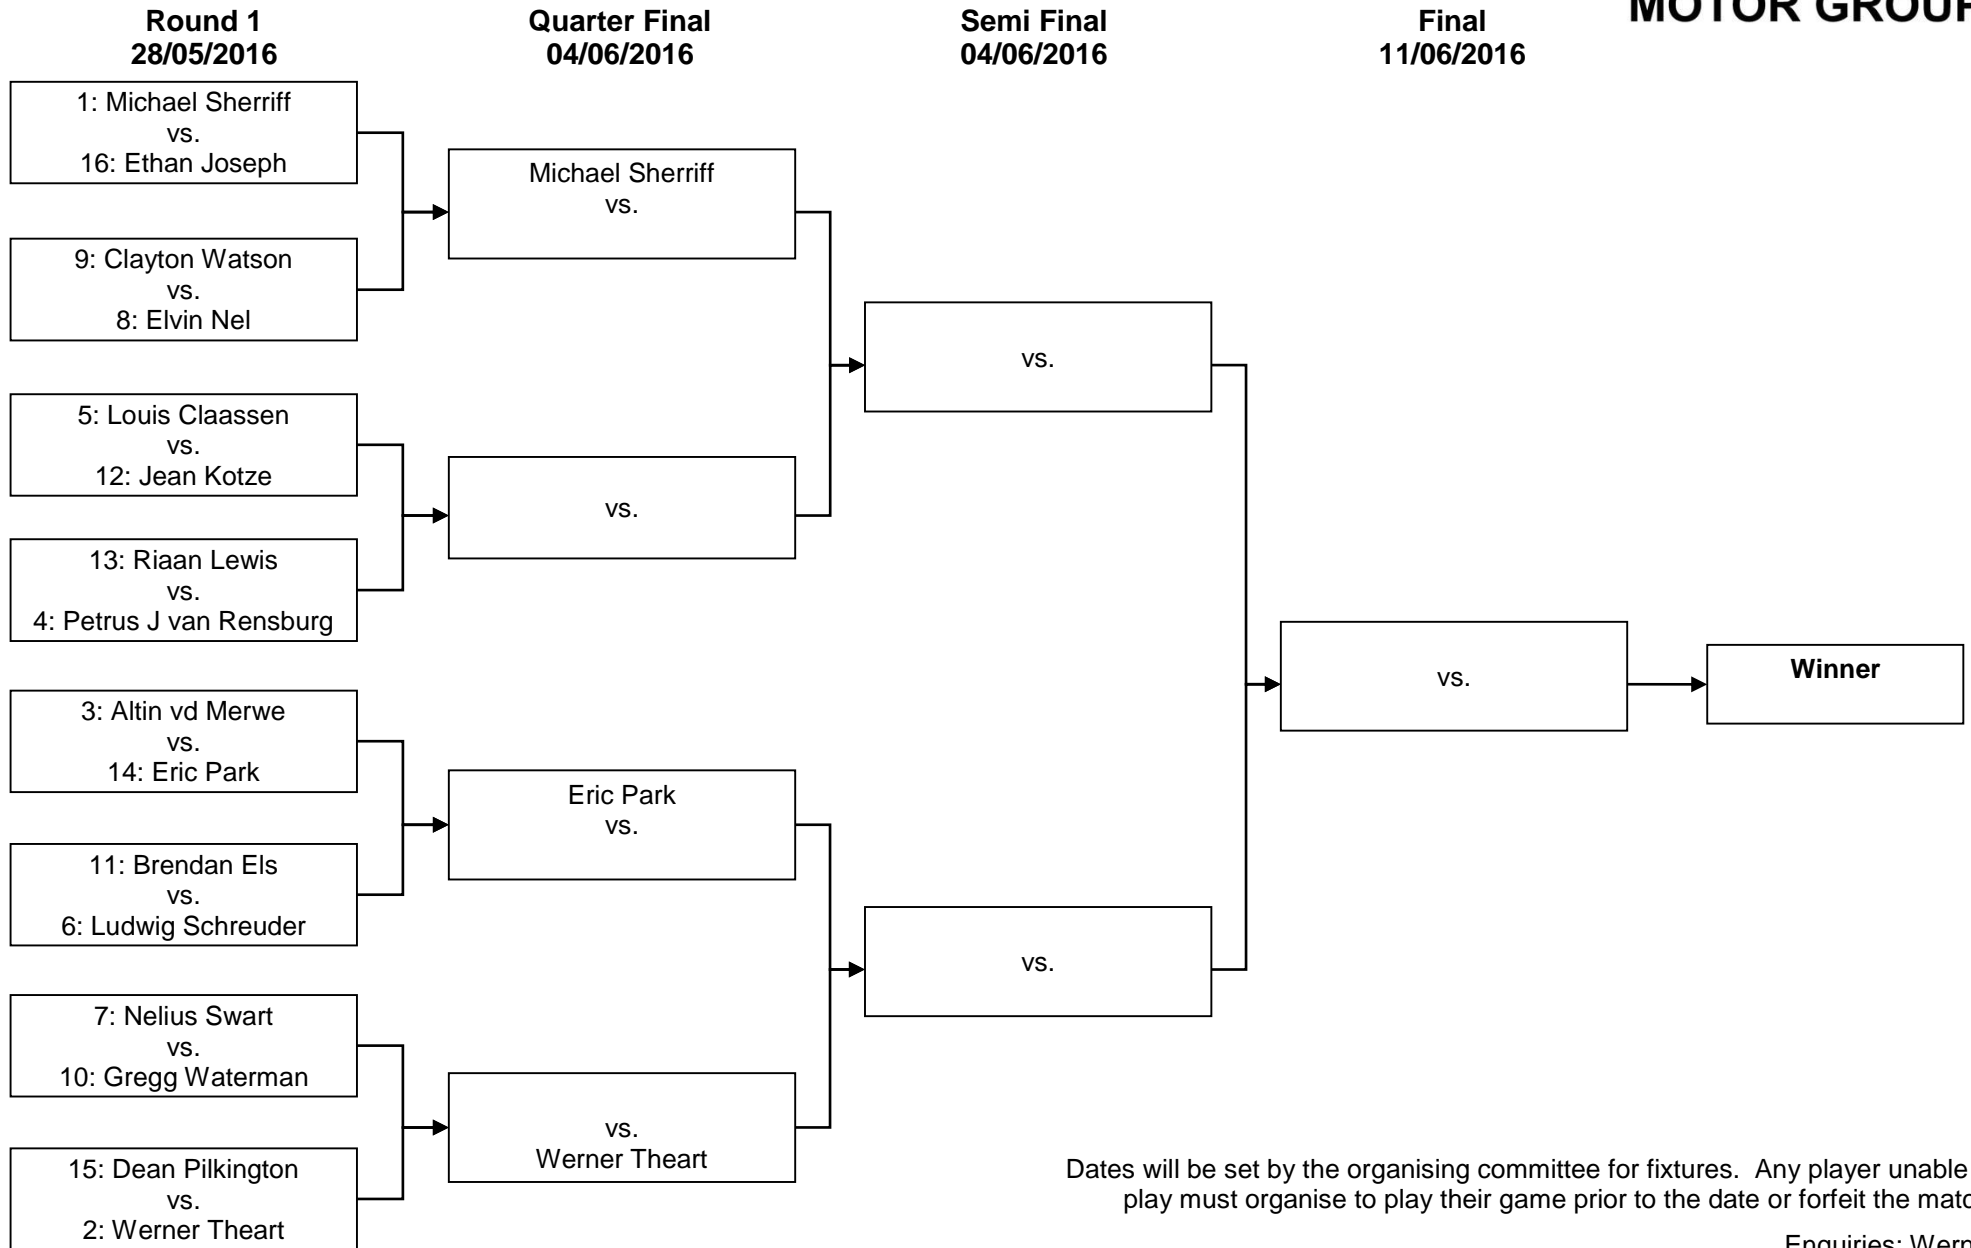 MOTOR GROUP
Round 1
28/05/2016
Quarter Final
04/06/2016
Semi Final
04/06/2016
Final
11/06/2016
1: Michael Sherriff
vs.
16: Ethan Joseph
9: Clayton Watson
vs.
8: Elvin Nel
5: Louis Claassen
vs.
12: Jean Kotze
13: Riaan Lewis
vs.
4: Petrus J van Rensburg
3: Altin vd Merwe
vs.
14: Eric Park
11: Brendan Els
vs.
6: Ludwig Schreuder
7: Nelius Swart
vs.
10: Gregg Waterman
15: Dean Pilkington
vs.
2: Werner Theart
Michael Sherriff
vs.
vs.
Eric Park
vs.
vs.
Werner Theart
vs.
vs.
vs.
Winner
Dates will be set by the organising committee for fixtures. Any player unable
play must organise to play their game prior to the date or forfeit the matc
Enquiries: Wern